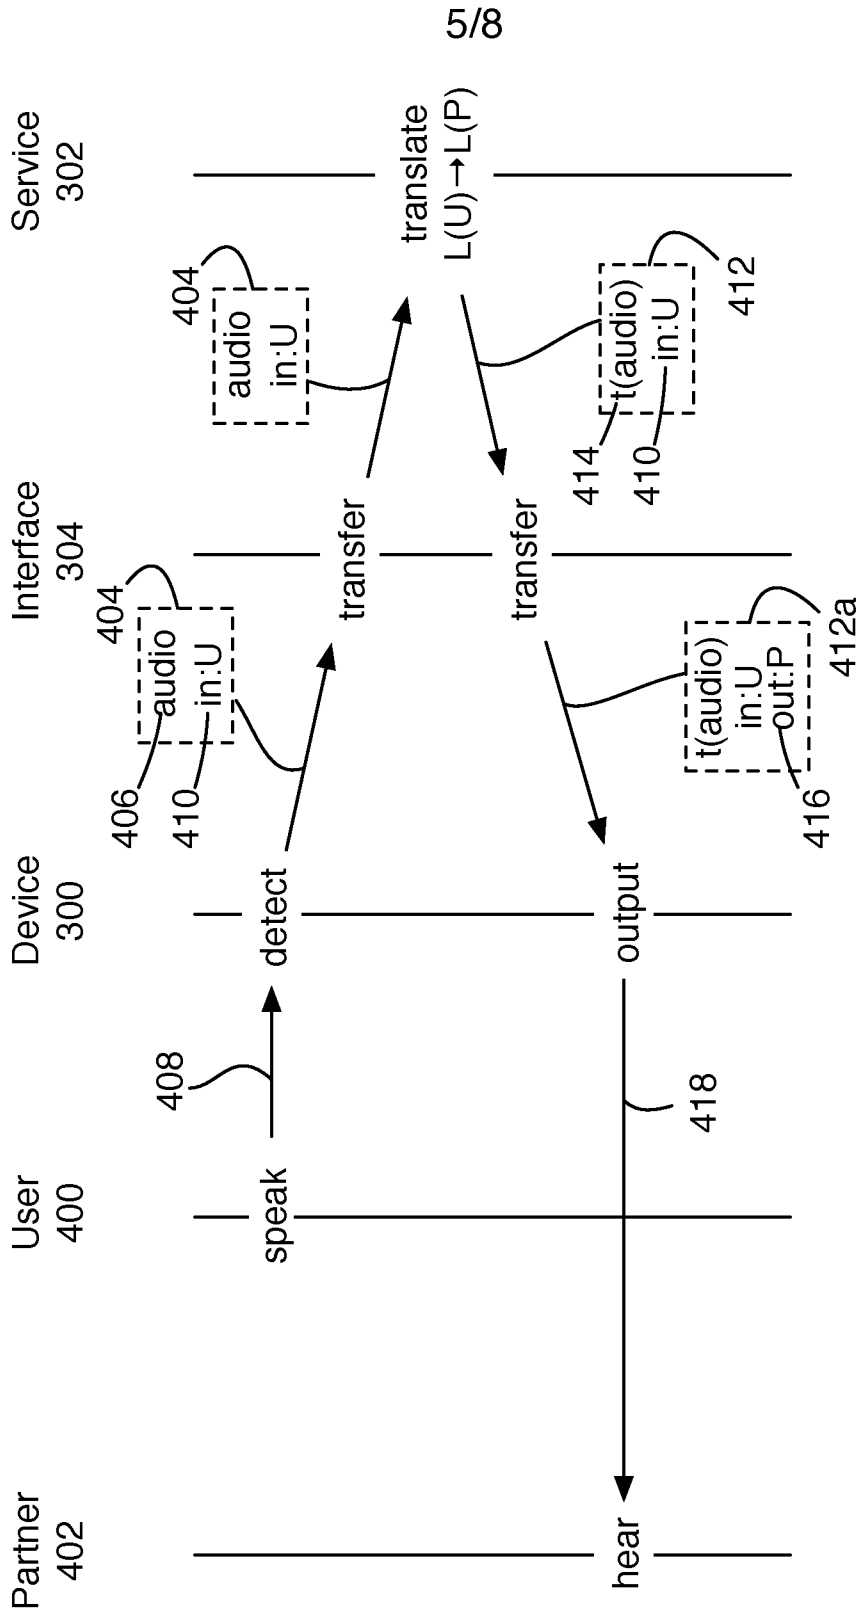 5/8
Partner
402
User
400
Device
300
Interface
304
Service
302
speak
408
detect
406
410
404
audio
in:U
transfer
404
audio
in:U
translate
L(U)→L(P)
414
410
t(audio)
in:U
412
transfer
t(audio)
in:U
out:P
416
412a
output
418
hear